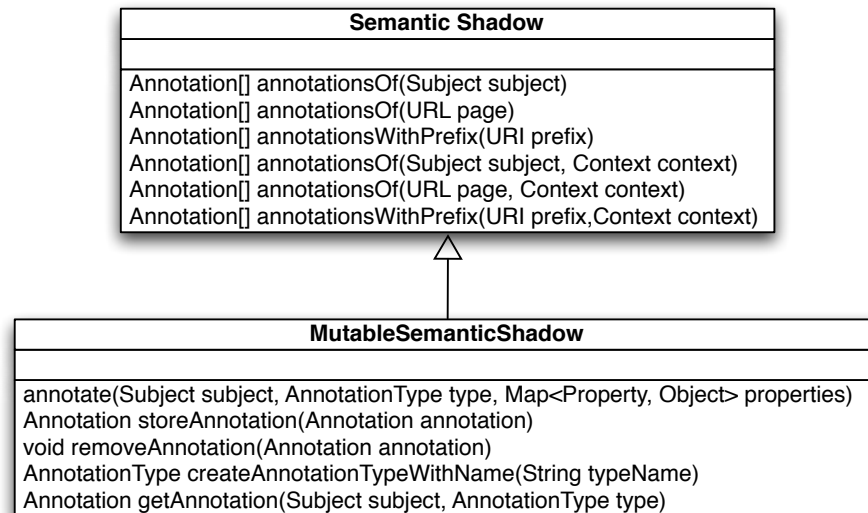 Semantic Shadow
Annotation[] annotationsOf(Subject subject)
Annotation[] annotationsOf(URL page)
Annotation[] annotationsWithPrefix(URI prefix)
Annotation[] annotationsOf(Subject subject, Context context)
Annotation[] annotationsOf(URL page, Context context)
Annotation[] annotationsWithPrefix(URI prefix,Context context)
MutableSemanticShadow
annotate(Subject subject, AnnotationType type, Map<Property, Object> properties)
Annotation storeAnnotation(Annotation annotation)
void removeAnnotation(Annotation annotation)
AnnotationType createAnnotationTypeWithName(String typeName)
Annotation getAnnotation(Subject subject, AnnotationType type)